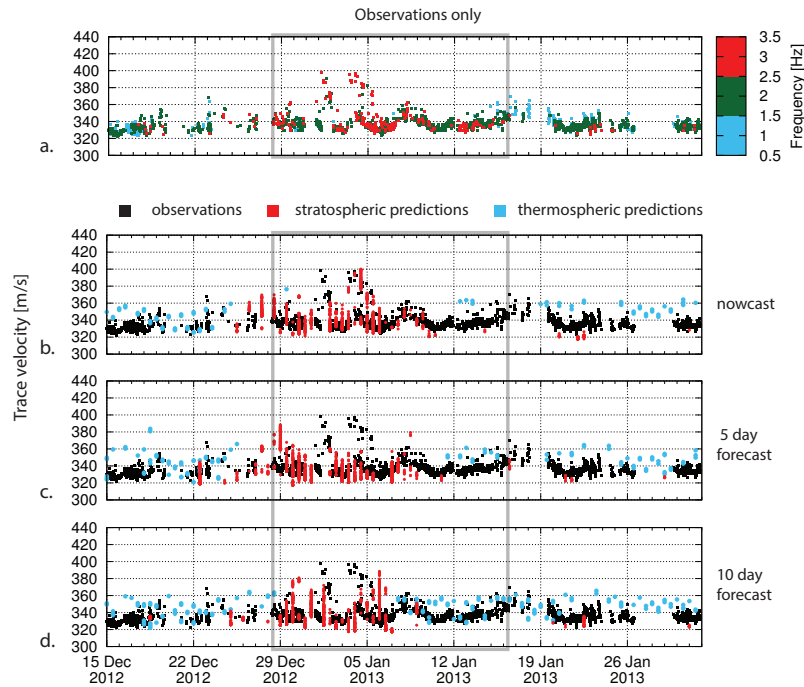 Observations only
440
420
400
380
360
340
320
300
a.
3.5
3
2.5
2
1.5
1
0.5
Frequency [Hz]
observations
stratospheric predictions
thermospheric predictions
Trace velocity [m/s]
440
420
400
380
360
340
320
300
b.
nowcast
440
420
400
380
360
340
320
300
c.
5 day
forecast
440
420
400
380
360
340
320
300
d.
10 day
forecast
15 Dec 22 Dec 29 Dec 05 Jan 12 Jan 19 Jan 26 Jan
2012 2012 2012 2013 2013 2013 2013